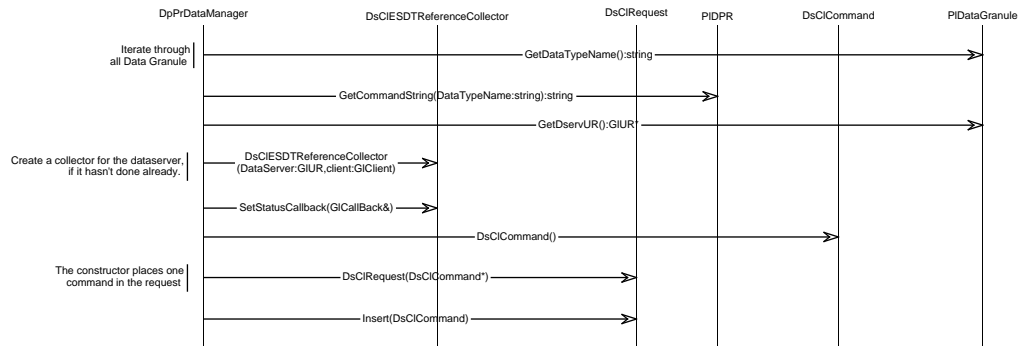 DpPrDataManager
DsClESDTReferenceCollector
DsClRequest
PlDPR
DsClCommand
PlDataGranule
Iterate through
all Data Granule
GetDataTypeName():string
GetCommandString(DataTypeName:string):string
GetDservUR():GlUR*
Create a collector for the dataserver,
if it hasn't done already.
DsClESDTReferenceCollector
(DataServer:GlUR,client:GlClient)
SetStatusCallback(GlCallBack&)
DsClCommand()
The constructor places one
command in the request
DsClRequest(DsClCommand*)
Insert(DsClCommand)